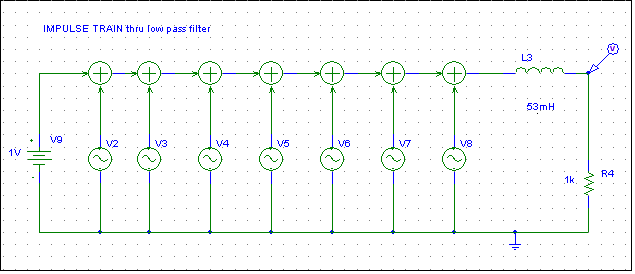 IMPULSE TRAIN thru low pass filter
V
L3
53mH
V9
1V
+
-
V2
V3
V4
V5
V6
V7
V8
1k
R4